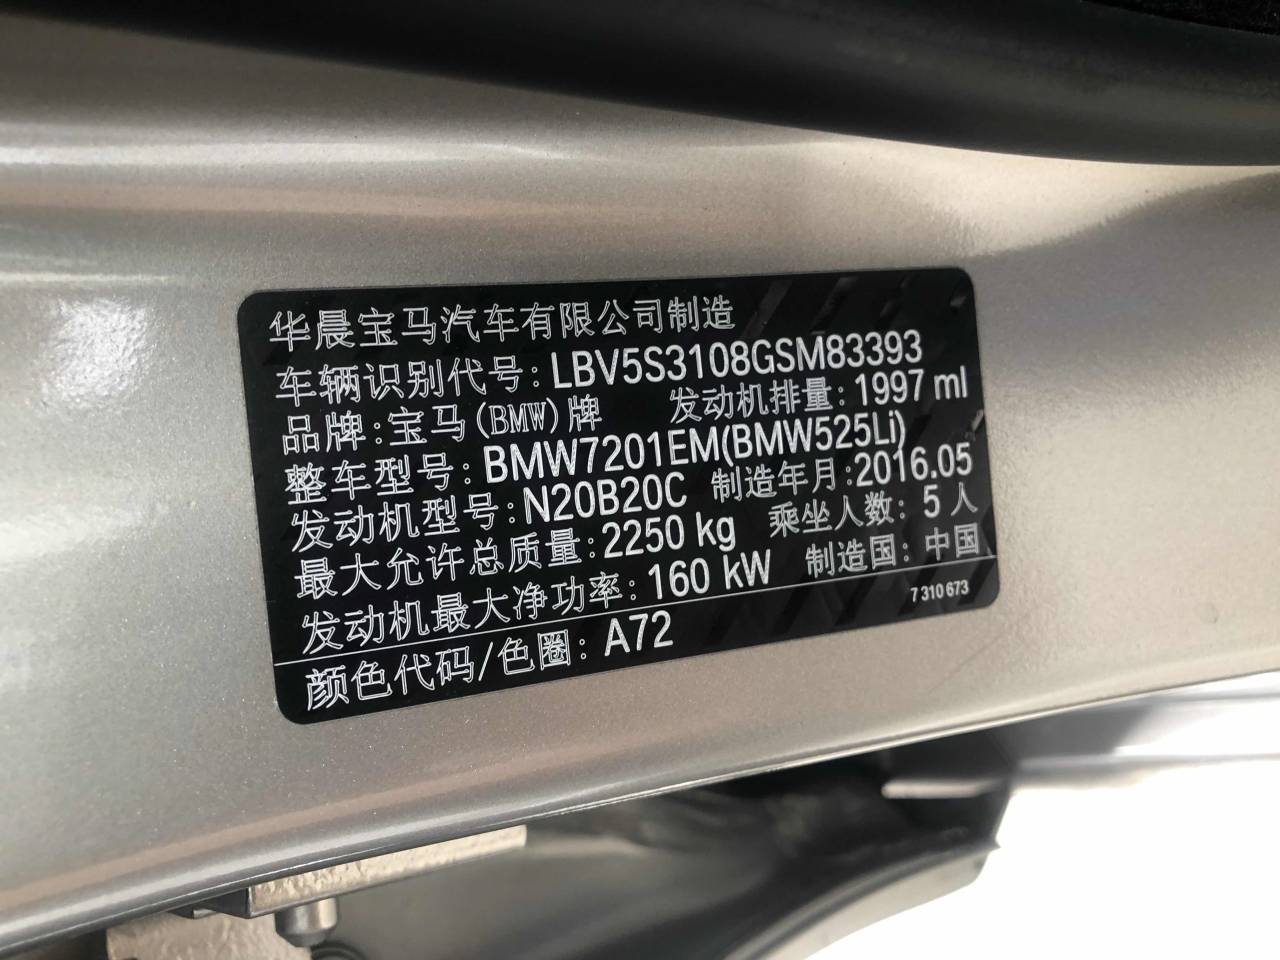 华晨宝马汽车有限公司制造
车辆识别代号:LBV5S3108GSM83393
品牌:宝马(BMW)牌 发动机排量:1997 ml
整车型号:BMW7201EM(BMW525Li)
发动机型号:N20B20C 制造年月:2016.05
最大允许总质量:2250 kg 乘坐人数: 5 人
发动机最大净功率: 160 kW 制造国: 中国
颜色代码/色圈: A72 7 310 673